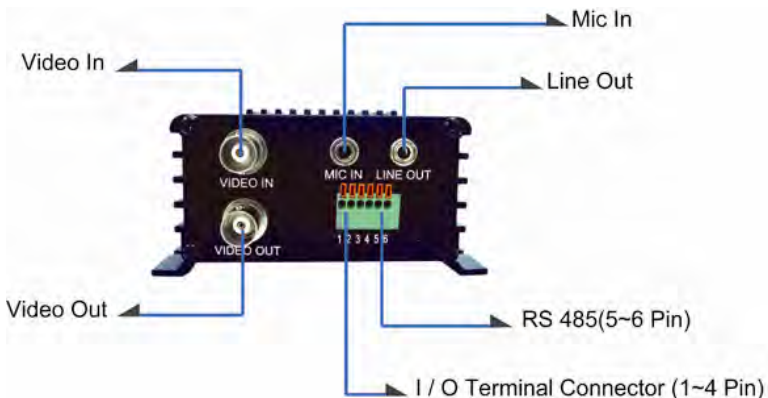 Mic In
Video In
Line Out
MIC IN LINE OUT
VIDEO IN
1 2 3 4 5 6
VIDEO OUT
Video Out
RS 485(5~6 Pin)
I / O Terminal Connector (1~4 Pin)